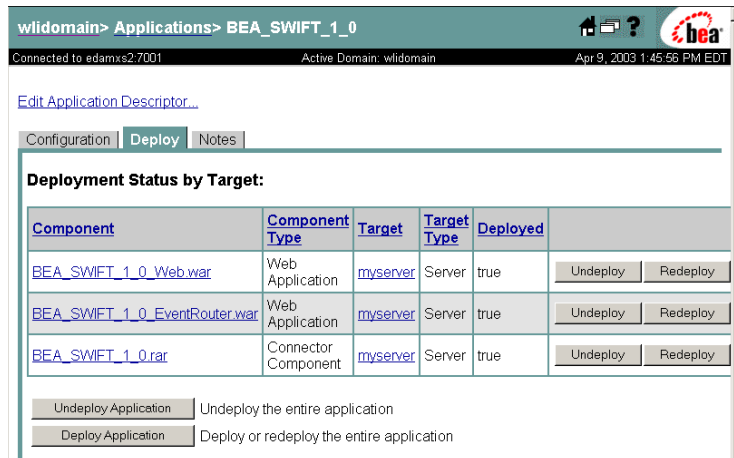 wlidomain> Applications> BEA_SWIFT_1_0
? bea
Connected to edamxs2:7001 Active Domain: wlidomain Apr 9, 2003 1:45:56 PM EDT
Edit Application Descriptor...
Configuration Deploy Notes
Deployment Status by Target:
Component Component Type Target Target Type Deployed
BEA_SWIFT_1_0_Web.war Web Application myserver Server true Undeploy Redeploy
BEA_SWIFT_1_0_EventRouter.war Web Application myserver Server true Undeploy Redeploy
BEA_SWIFT_1_0.rar Connector Component myserver Server true Undeploy Redeploy
Undeploy Application Undeploy the entire application
Deploy Application Deploy or redeploy the entire application